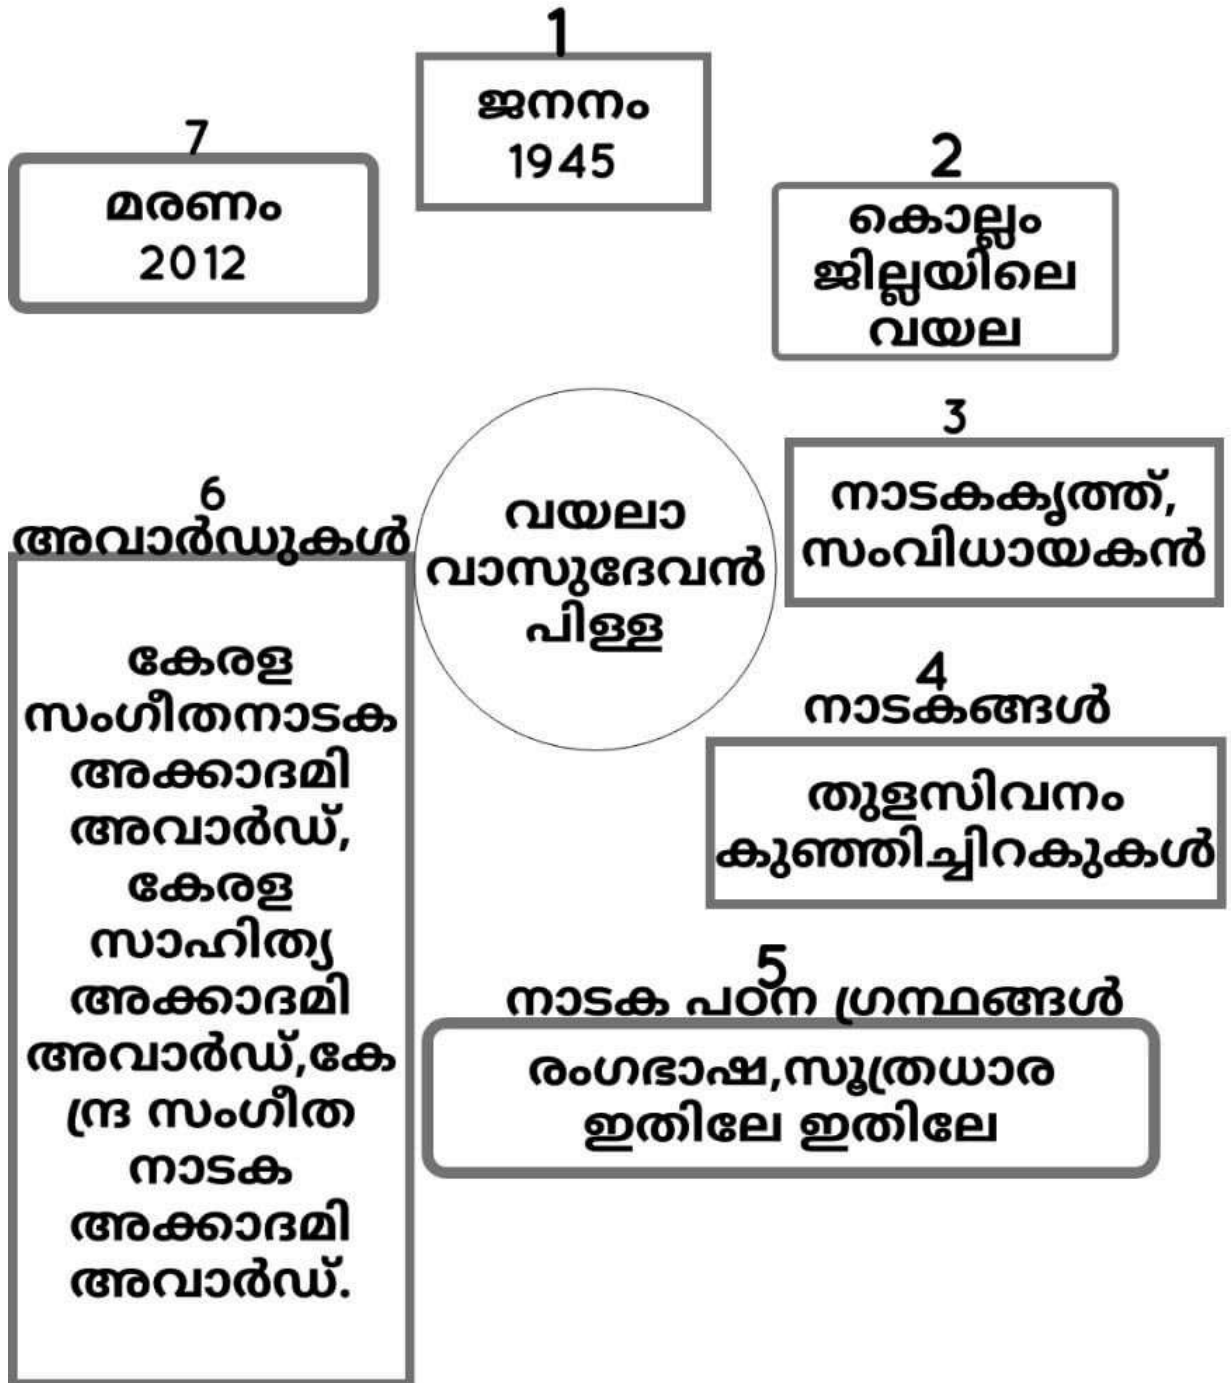 1
ജനനം
1945
2
കൊല്ലം
ജില്ലയിലെ
വയല
3
നാടകകൃത്ത്,
സംവിധായകൻ
4
നാടകങ്ങൾ
തുളസിവനം
കുഞ്ഞിച്ചിറകുകൾ
5
നാടക പഠന ഗ്രന്ഥങ്ങൾ
രംഗഭാഷ,സൂത്രധാര
ഇതിലേ ഇതിലേ
6
അവാർഡുകൾ
കേരള
സംഗീതനാടക
അക്കാദമി
അവാർഡ്,
കേരള
സാഹിത്യ
അക്കാദമി
അവാർഡ്,കേ
ന്ദ്ര സംഗീത
നാടക
അക്കാദമി
അവാർഡ്.
7
മരണം
2012
വയലാ
വാസുദേവൻ
പിള്ള